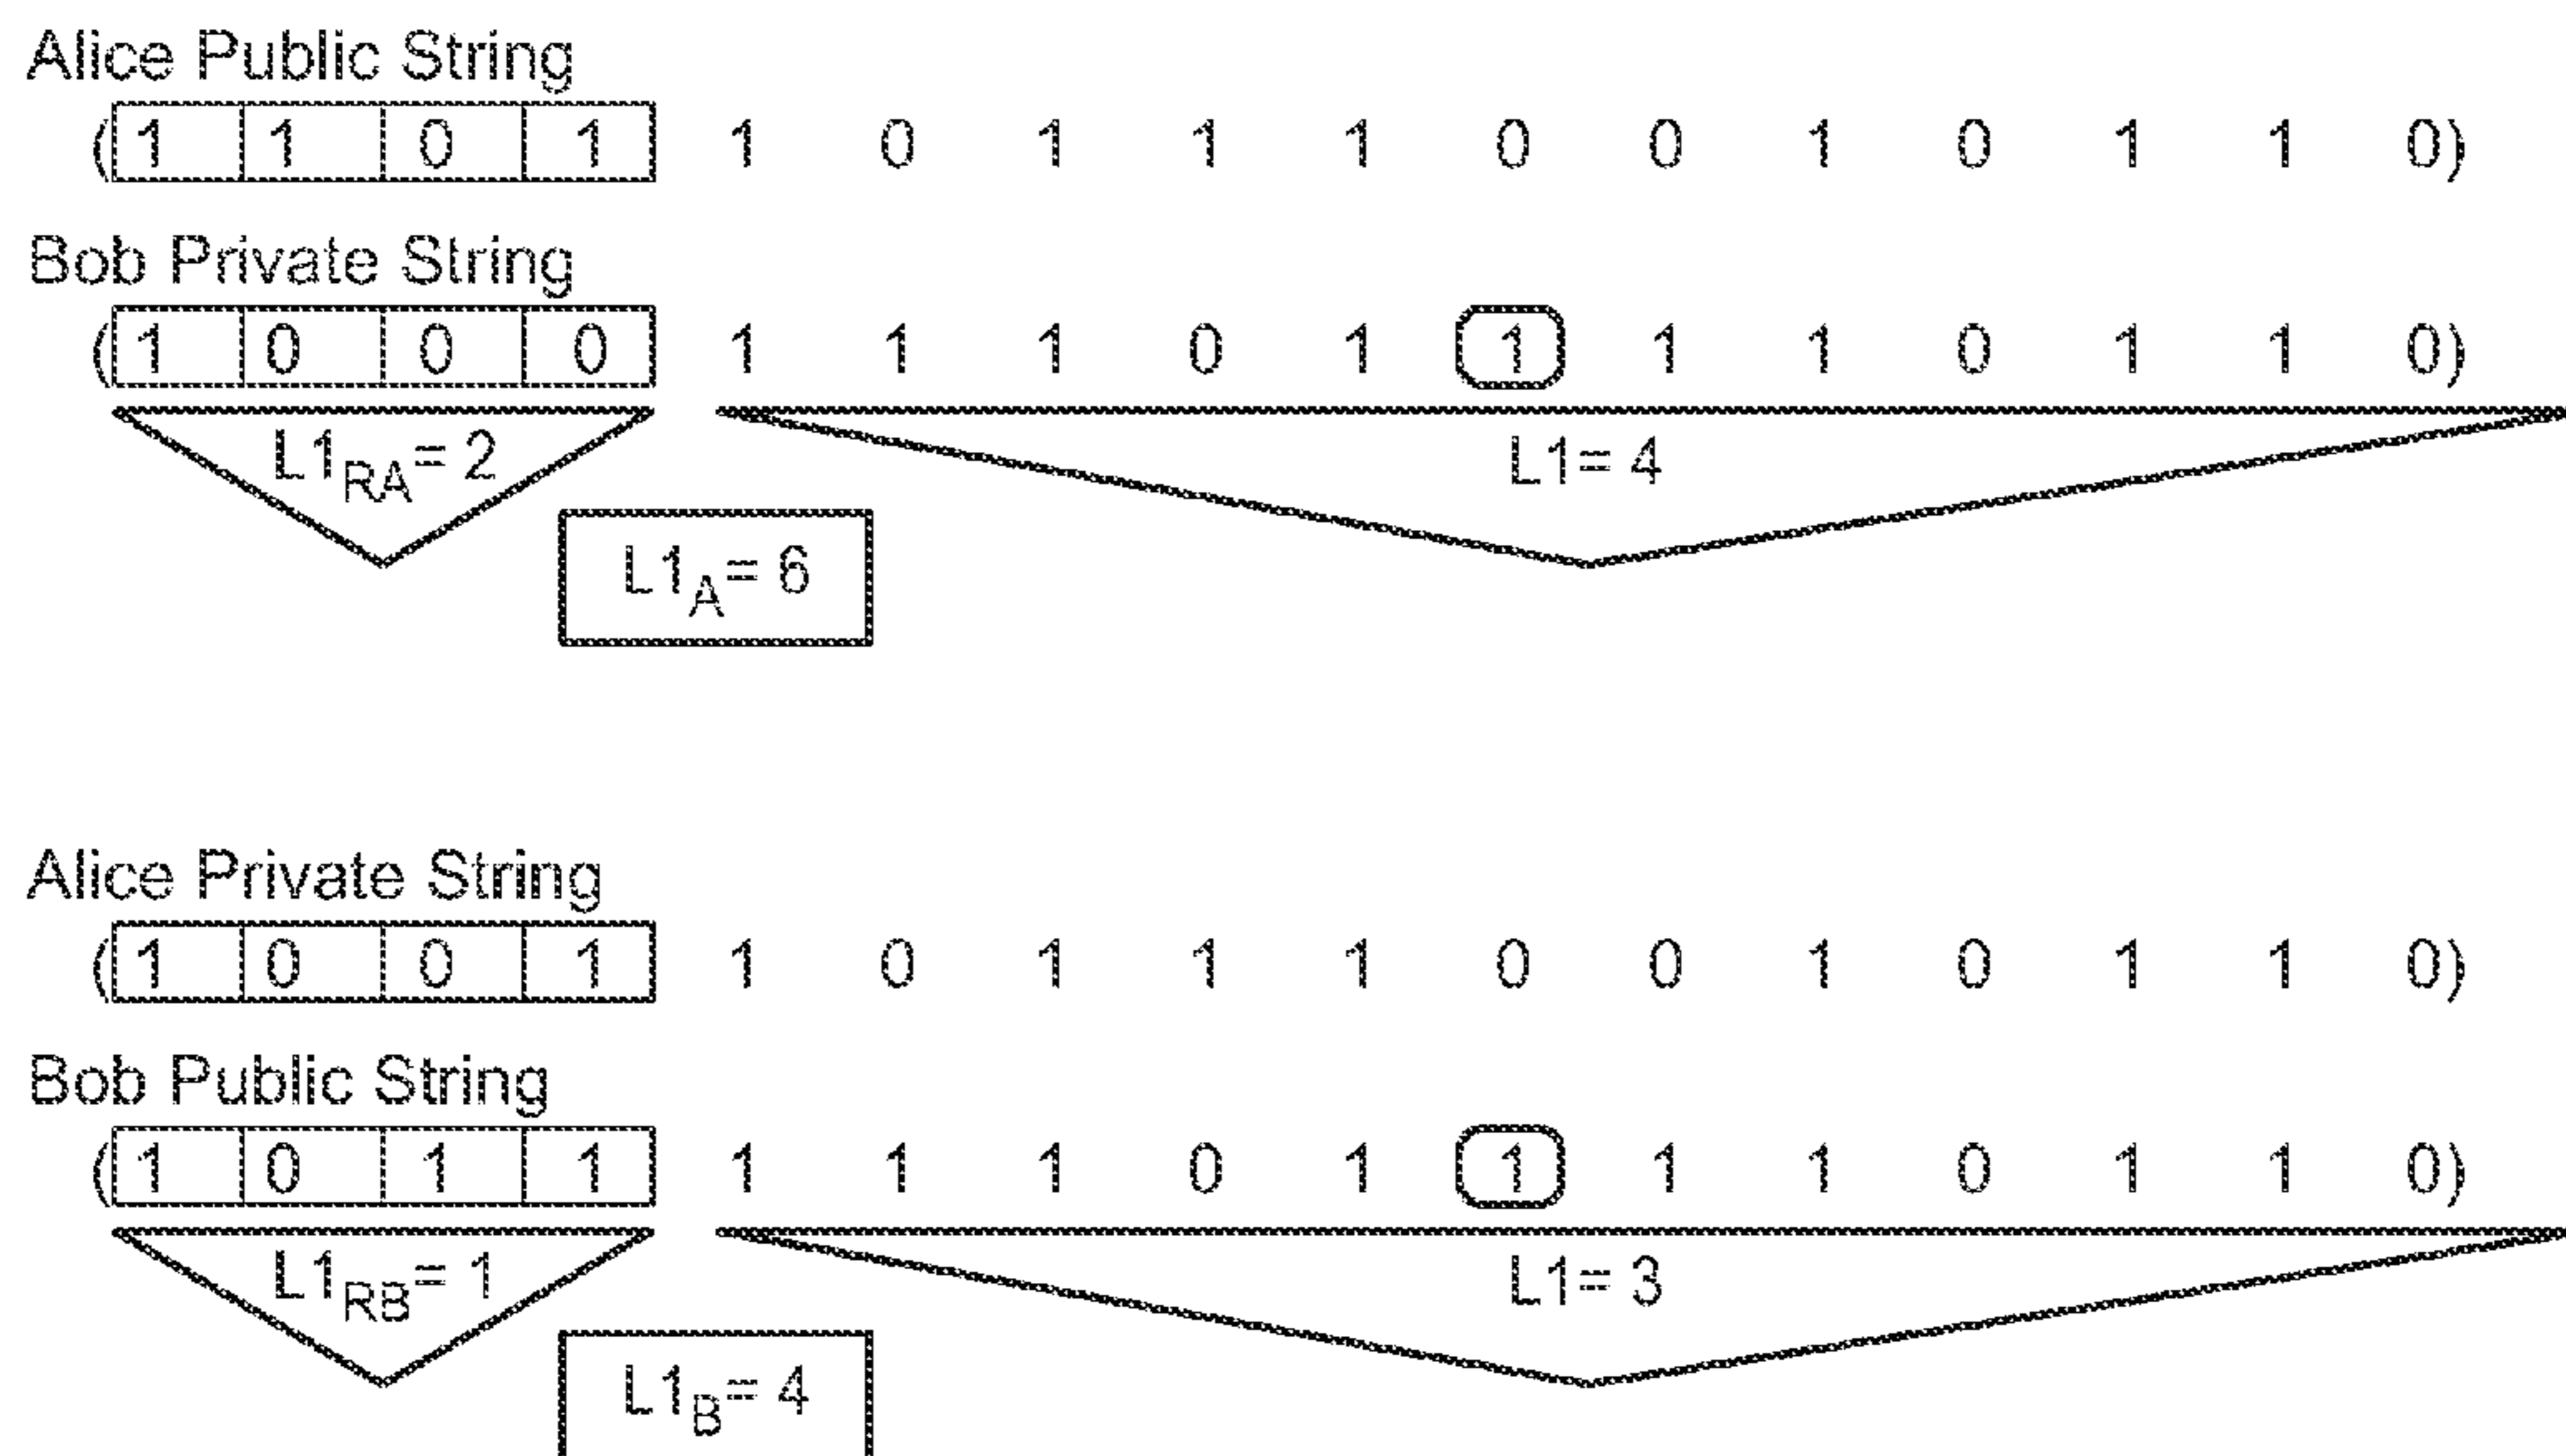 Alice Public String
(1 1 0 1 1 0 1 1 1 0 0 1 0 1 1 0)
Bob Private String
(1 0 0 0 1 1 1 0 1 1 1 1 0 1 1 0)
L1RA= 2
L1= 4
L1A= 6
Alice Private String
(1 0 0 1 1 0 1 1 1 0 0 1 0 1 1 0)
Bob Public String
(1 0 1 1 1 1 1 0 1 1 1 1 0 1 1 0)
L1RB= 1
L1= 3
L1B= 4